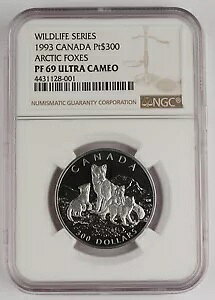 WILDLIFE SERIES
1993 CANADA Pt$300
ARCTIC FOXES
PF 69 ULTRA CAMEO
4431128-001
NUMISMATIC GUARANTY CORPORATION
NGC
CANADA
300 DOLLARS